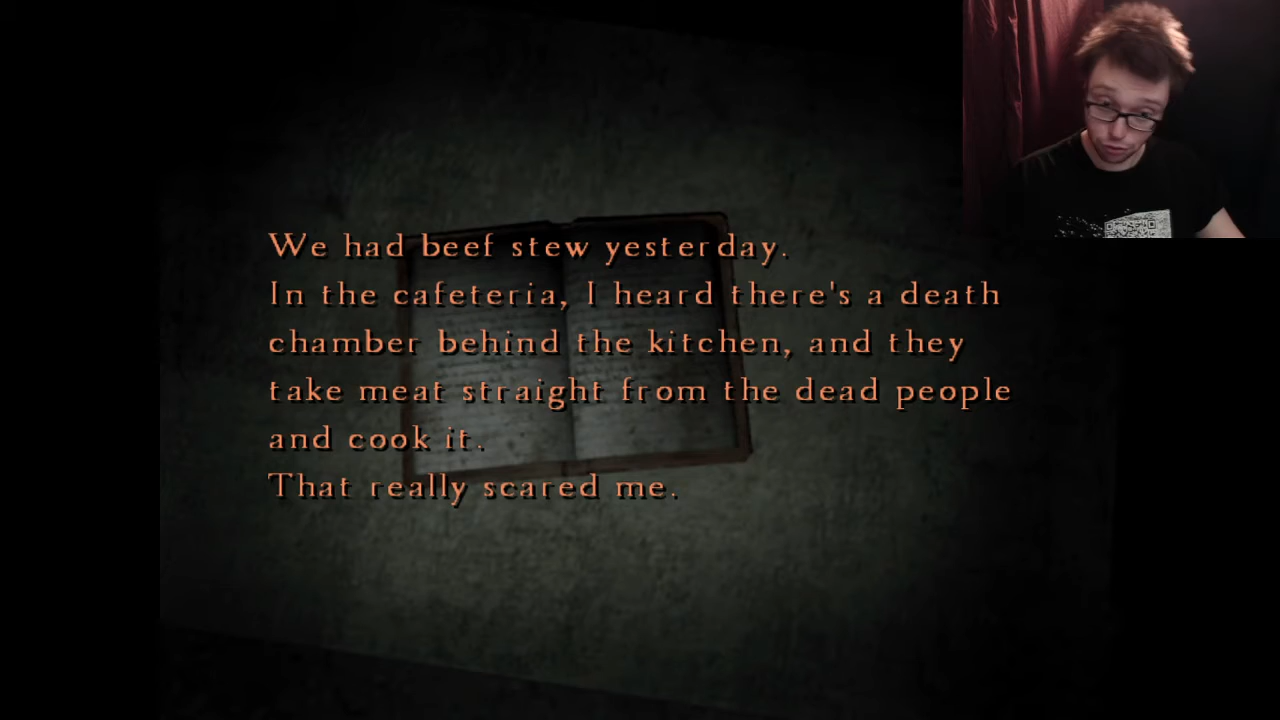 We had beef stew yesterday.
In the cafeteria, I heard there's a death
chamber behind the kitchen, and they
take meat straight from the dead people
and cook it.
That really scared me.